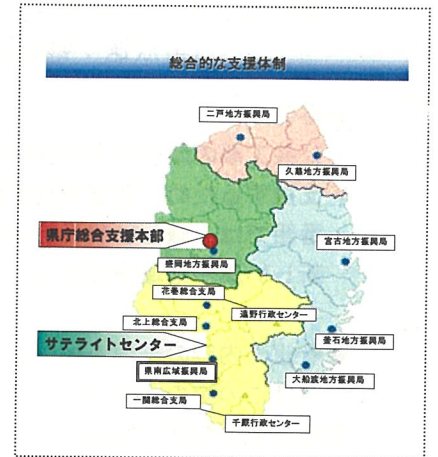 総合的な支援体制
二戸地方振興局
久慈地方振興局
県庁総合支援本部
宮古地方振興局
盛岡地方振興局
花巻総合支局
遠野行政センター
北上総合支局
サテライトセンター
釜石地方振興局
県南広域振興局
大船渡地方振興局
一関総合支局
千厩行政センター